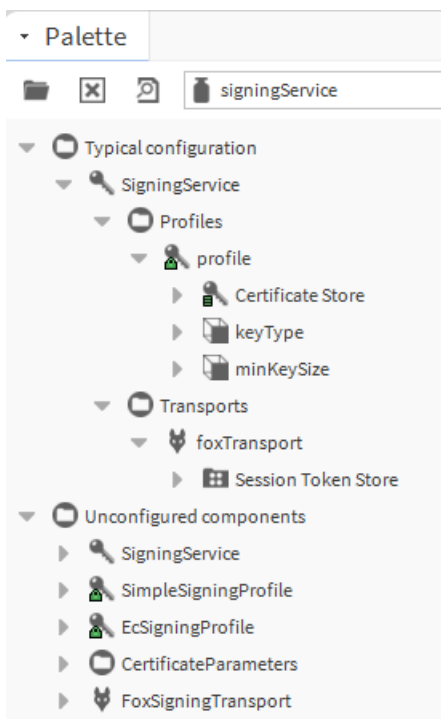 Palette
signingService
Typical configuration
SigningService
Profiles
profile
Certificate Store
keyType
minKeySize
Transports
foxTransport
Session Token Store
Unconfigured components
SigningService
SimpleSigningProfile
EcSigningProfile
CertificateParameters
FoxSigningTransport